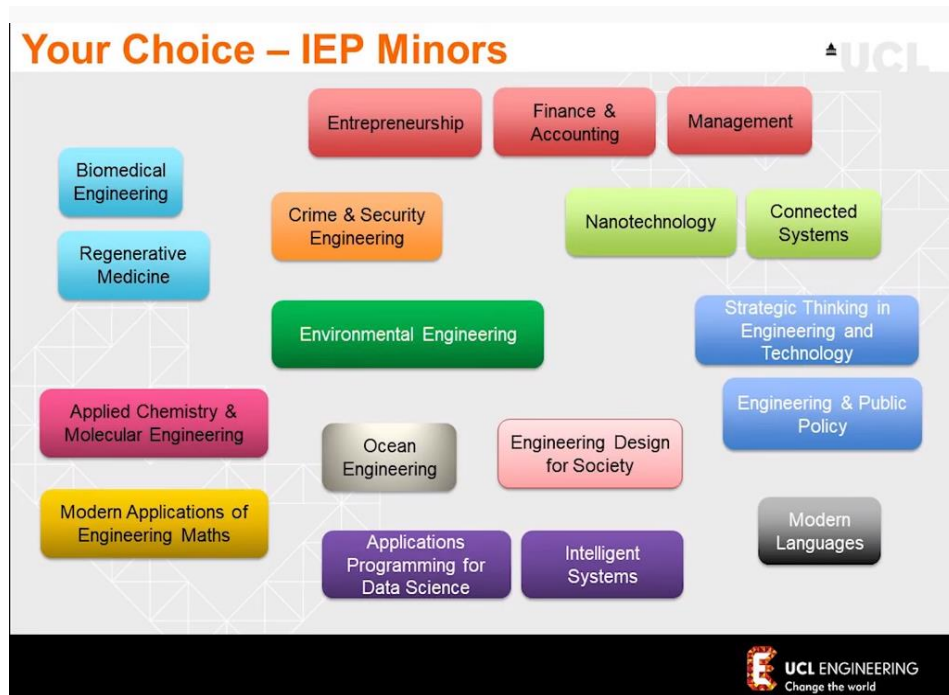 Your Choice – IEP Minors
UCL
Entrepreneurship
Finance &
Accounting
Management
Biomedical
Engineering
Crime & Security
Engineering
Nanotechnology
Connected
Systems
Regenerative
Medicine
Environmental Engineering
Strategic Thinking in
Engineering and
Technology
Applied Chemistry &
Molecular Engineering
Ocean
Engineering
Engineering Design
for Society
Engineering & Public
Policy
Modern Applications of
Engineering Maths
Applications
Programming for
Data Science
Intelligent
Systems
Modern
Languages
UCL ENGINEERING
Change the world